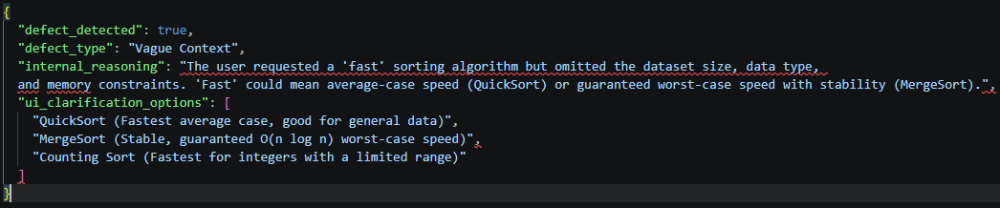 {
  "defect_detected": true,
  "defect_type": "Vague Context",
  "internal_reasoning": "The user requested a 'fast' sorting algorithm but omitted the dataset size, data type,
  and memory constraints. 'Fast' could mean average-case speed (QuickSort) or guaranteed worst-case speed with stability (MergeSort).",
  "ui_clarification_options": [
    "QuickSort (Fastest average case, good for general data)",
    "MergeSort (Stable, guaranteed O(n log n) worst-case speed)",
    "Counting Sort (Fastest for integers with a limited range)"
  ]
}